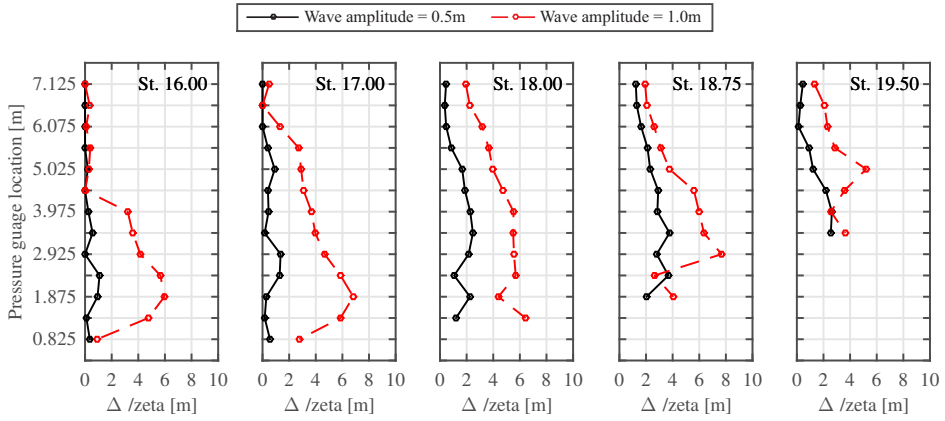 Wave amplitude = 0.5m Wave amplitude = 1.0m
St. 16.00 St. 17.00 St. 18.00 St. 18.75 St. 19.50
Pressure guage location [m]
7.125
6.075
5.025
3.975
2.925
1.875
0.825
0 2 4 6 8 10 0 2 4 6 8 10 0 2 4 6 8 10 0 2 4 6 8 10 0 2 4 6 8 10
Δ /zeta [m] Δ /zeta [m] Δ /zeta [m] Δ /zeta [m] Δ /zeta [m]